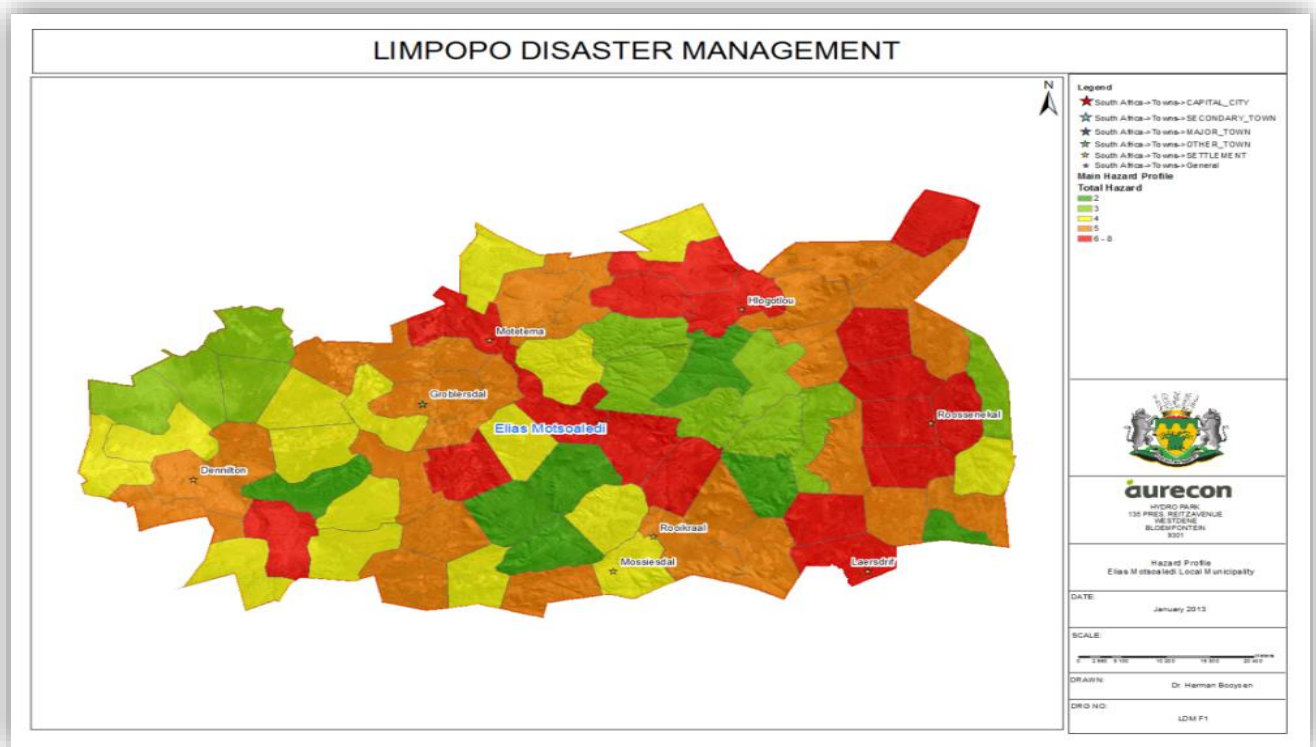 LIMPOPO DISASTER MANAGEMENT
N
Hlogotlou
Motetema
Groblersdal
Elias Motsoaledi
Roossenekal
Dennilton
Rooikraal
Mossiesdal
Laersdrif
Legend
South Africa->Towns->CAPITAL_CITY
South Africa->Towns->SECONDARY_TOWN
South Africa->Towns->MAJOR_TOWN
South Africa->Towns->OTHER_TOWN
South Africa->Towns->SETTLEMENT
South Africa->Towns->General
Main Hazard Profile
Total Hazard
2
3
4
5
6 - 8
aurecon
HYDRO PARK
135 PRES. REITZ AVENUE
WESTDENE
BLOEMFONTEIN
9301
Hazard Profile
Elias Motsoaledi Local Municipality
DATE:
January 2013
SCALE:
DRAWN:
Dr. Herman Booysen
DRG NO:
LDM F1